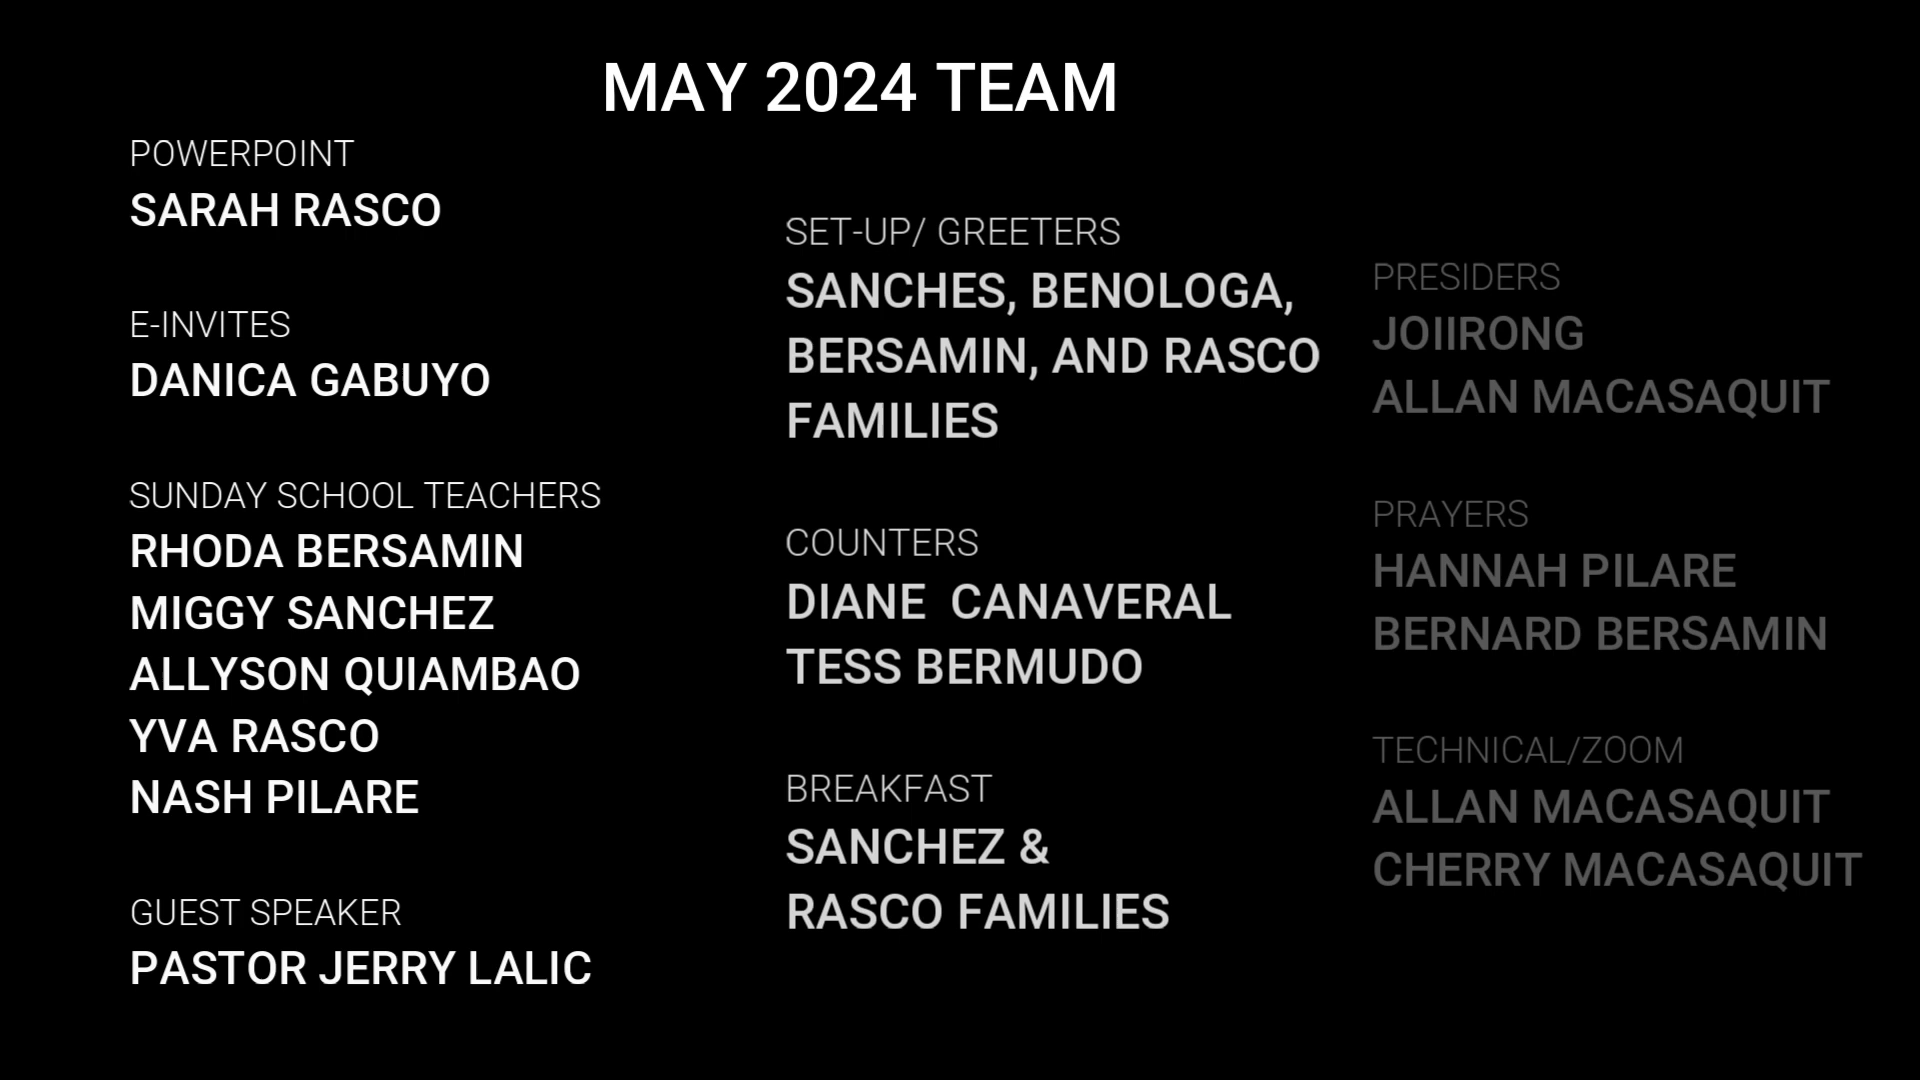 MAY 2024 TEAM
POWERPOINT
SARAH RASCO
E-INVITES
DANICA GABUYO
SUNDAY SCHOOL TEACHERS
RHODA BERSAMIN
MIGGY SANCHEZ
ALLYSON QUIAMBAO
YVA RASCO
NASH PILARE
GUEST SPEAKER
PASTOR JERRY LALIC
SET-UP/ GREETERS
SANCHES, BENOLOGA,
BERSAMIN, AND RASCO
FAMILIES
COUNTERS
DIANE  CANAVERAL
TESS BERMUDO
BREAKFAST
SANCHEZ &
RASCO FAMILIES
PRESIDERS
JOIIRONG
ALLAN MACASAQUIT
PRAYERS
HANNAH PILARE
BERNARD BERSAMIN
TECHNICAL/ZOOM
ALLAN MACASAQUIT
CHERRY MACASAQUIT